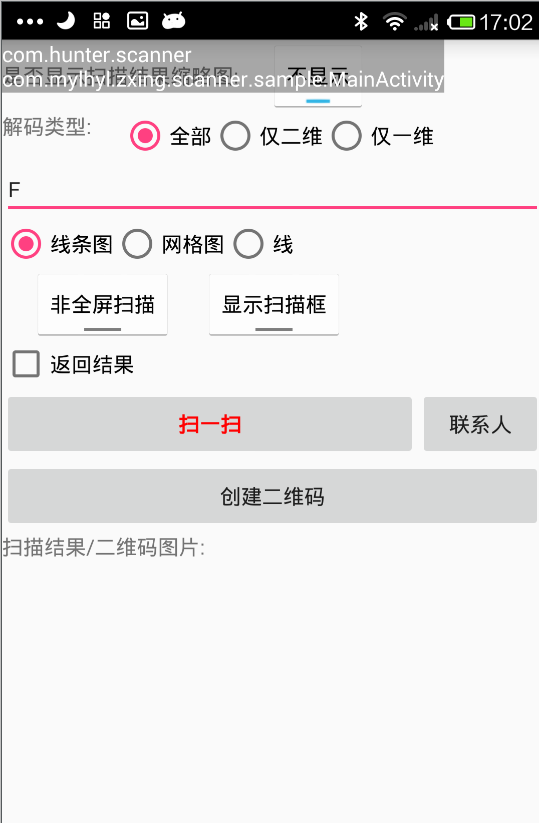 17:02
com.hunter.scanner
是否显示扫描结果缩略图: 不显示
com.mylhyl.zxing.scanner.sample.MainActivity
解码类型: 全部 仅二维 仅一维
F
线条图 网格图 线
非全屏扫描 显示扫描框
返回结果
扫一扫 联系人
创建二维码
扫描结果/二维码图片: